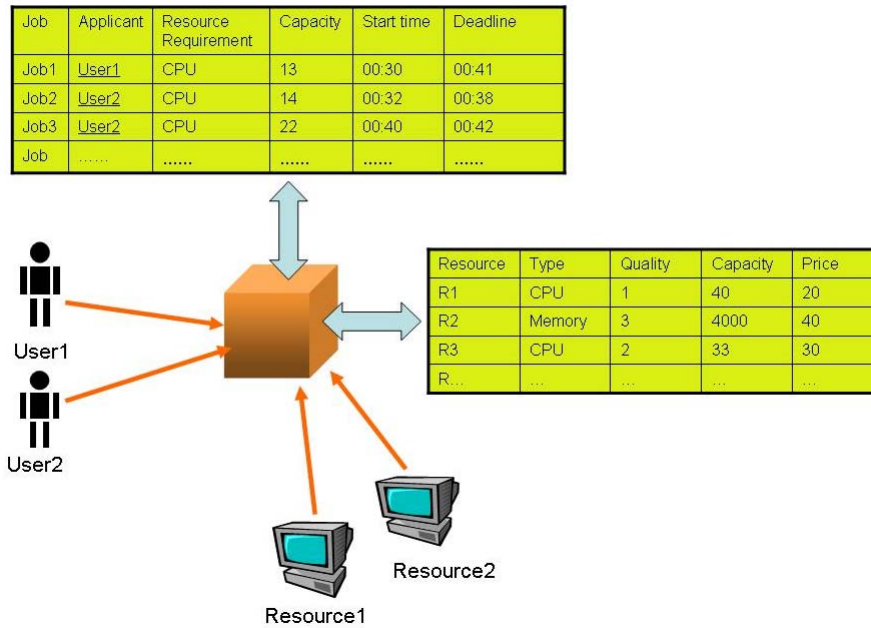 Job Applicant Resource Requirement Capacity Start time Deadline
Job1 User1 CPU 13 00:30 00:41
Job2 User2 CPU 14 00:32 00:38
Job3 User2 CPU 22 00:40 00:42
Job ...... ...... ...... ...... ......
Resource Type Quality Capacity Price
R1 CPU 1 40 20
R2 Memory 3 4000 40
R3 CPU 2 33 30
R... ... ... ... ...
User1
User2
Resource2
Resource1